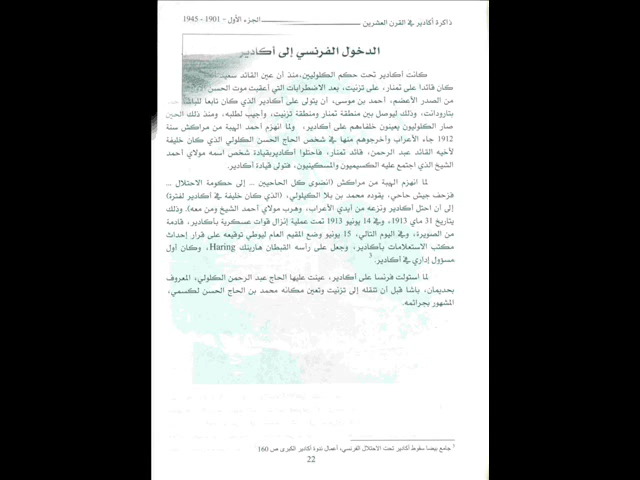 ذاكرة أكادير في القرن العشرين الجزء الأول - 1901 - 1945
الدخول الفرنسي إلى أكادير
كانت أكادير تحت حكم الكلوليين،منذ أن عين القائد سعيد
كان قائدا على تمنار، على تزنيت، بعد الاضطرابات التي أعقبت موت الحسن
من الصدر الأعظم، أحمد بن موسى، أن يتولى على أكادير الذي كان تابعا
بتارودانت، وذلك ليوصل بين منطقة تمنار ومنطقة تزنيت، وأجيب لطلبه، ومنذ ذلك الحين
صار الكلوليون يعينون خلفاءهم على أكادير، ولما انهزم أحمد الهيبة من مراكش سنة
1912 جاء الأعراب وأخرجوهم منها في شخص الحاج الحسن الكلولي الذي كان خليفة
لأخيه القائد عبد الرحمن، قائد تمنار، فاحتلوا أكاديربقيادة شخص اسمه مولاي أحمد
الشيخ الذي اجتمع عليه الكسيميون والمسكينيون، فتولى قيادة أكادير.
لما انهزم الهيبة من مراكش (انضوى كل الحاحيين ... إلى حكومة الاحتلال ...
فزحف جيش حاحي، يقوده محمد بن بلا الكيلولي، (الذي كان خليفة في أكادير لفترة)
إلى أن احتل أكادير ونزعه من أيدي الأعراب، وهرب مولاي أحمد الشيخ ومن معه). وذلك
بتاريخ 31 ماي 1913، وفي 14 يونيو 1913 تمت عملية إنزال قوات عسكرية بأكادير، قادمة
من الصويرة، وفي اليوم التالي، 15 يونيو وضع المقيم العام ليوطي توقيعه على قرار إحداث
مكتب الاستعلامات بأكادير، وجعل على رأسه القبطان هارينك Haring، وكان أول
مسؤول إداري في أكادير.3
لما استولت فرنسا على أكادير، عينت عليها الحاج عبد الرحمن الكلولي، المعروف
بحديمان، باشا قبل أن تنقله إلى تزنيت وتعين مكانه محمد بن الحاج الحسن لكسمي،
المشهور بجرائمه.
3 جامع بيضا سقوط أكادير تحت الاحتلال الفرنسي، أعمال ندوة أكادير الكبرى ص 160
22